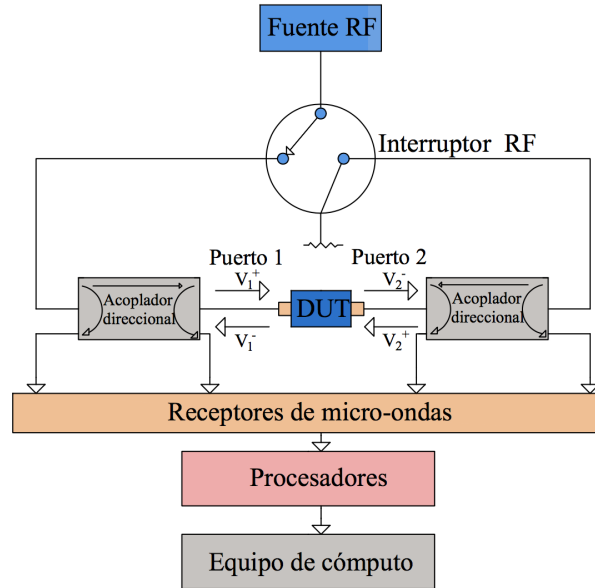 Fuente RF
Interruptor RF
Puerto 1
Puerto 2
V₁⁺
V₂⁻
Acoplador
direccional
DUT
Acoplador
direccional
V₁⁻
V₂⁺
Receptores de micro-ondas
Procesadores
Equipo de cómputo